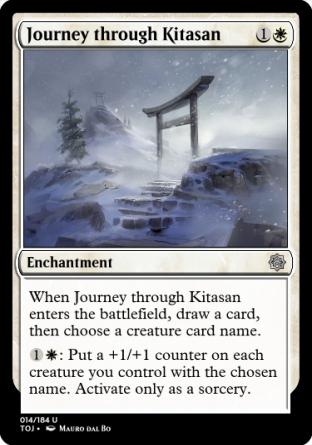 Journey through Kitasan 1
Enchantment
When Journey through Kitasan
enters the battlefield, draw a card,
then choose a creature card name.
1: Put a +1/+1 counter on each
creature you control with the chosen
name. Activate only as a sorcery.
014/184 U
TOJ • Mauro dal Bo